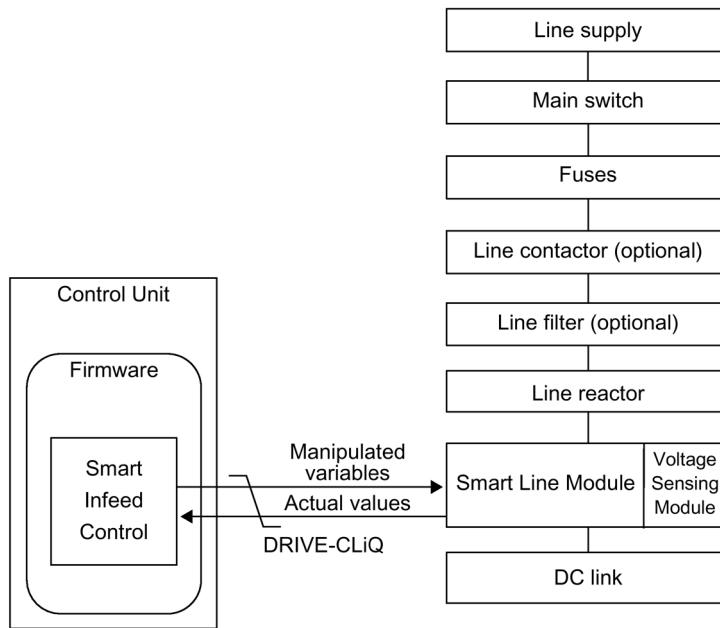 Line supply
Main switch
Fuses
Line contactor (optional)
Control Unit
Line filter (optional)
Firmware
Line reactor
Smart
Infeed
Control
Manipulated
variables
Actual values
DRIVE-CLiQ
Smart Line Module
Voltage
Sensing
Module
DC link